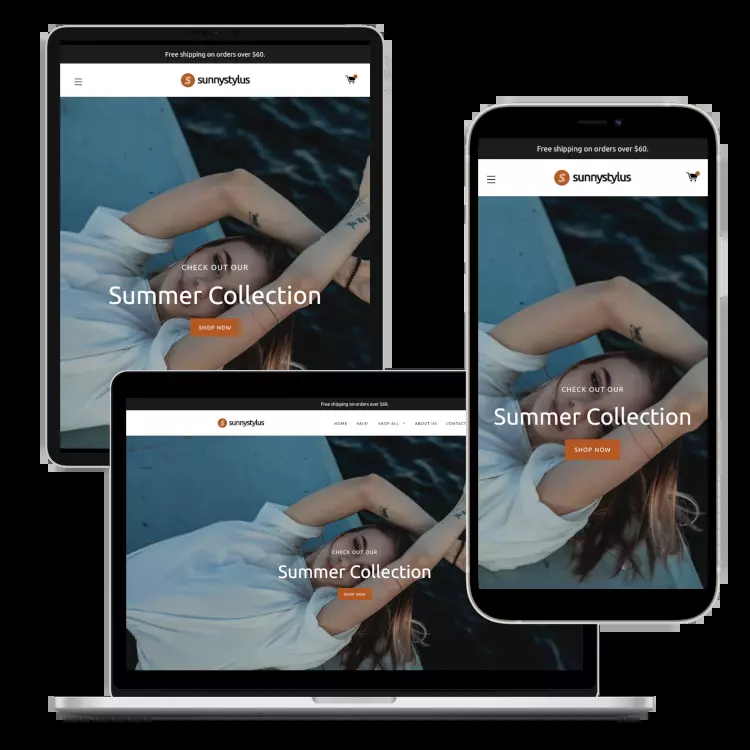 Free shipping on orders over $60.
S sunnystylus
CHECK OUT OUR
Summer Collection
SHOP NOW
Free shipping on orders over $60.
S sunnystylus
CHECK OUT OUR
Summer Collection
SHOP NOW
Free shipping on orders over $60.
S sunnystylus
HOME SALE! SHOP ALL ABOUT US CONTACT
CHECK OUT OUR
Summer Collection
SHOP NOW